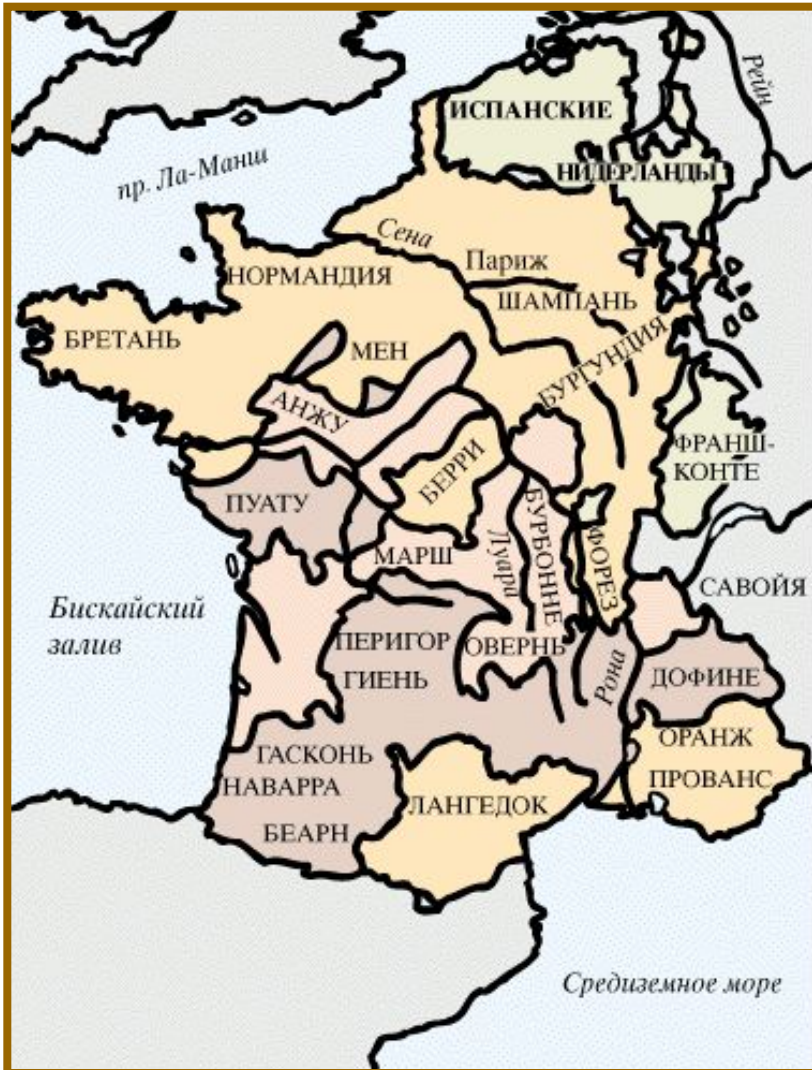 Рейн
ИСПАНСКИЕ
НИДЕРЛАНДЫ
пр. Ла-Манш
Сена
Париж
НОРМАНДИЯ
ШАМПАНЬ
БРЕТАНЬ
МЕН
БУРГУНДИЯ
АНЖУ
ФРАНШ-
КОНТЕ
БЕРРИ
ПУАТУ
БУРБОННЕ
Луари
МАРШ
ФОРЕЗ
САВОЙЯ
Бискайский
залив
ПЕРИГОР
ОВЕРНЬ
ГИЕНЬ
Рона
ДОФИНЕ
ОРАНЖ
ГАСКОНЬ
ПРОВАНС
НАВАРРА
ЛАНГЕДОК
БЕАРН
Средиземное море